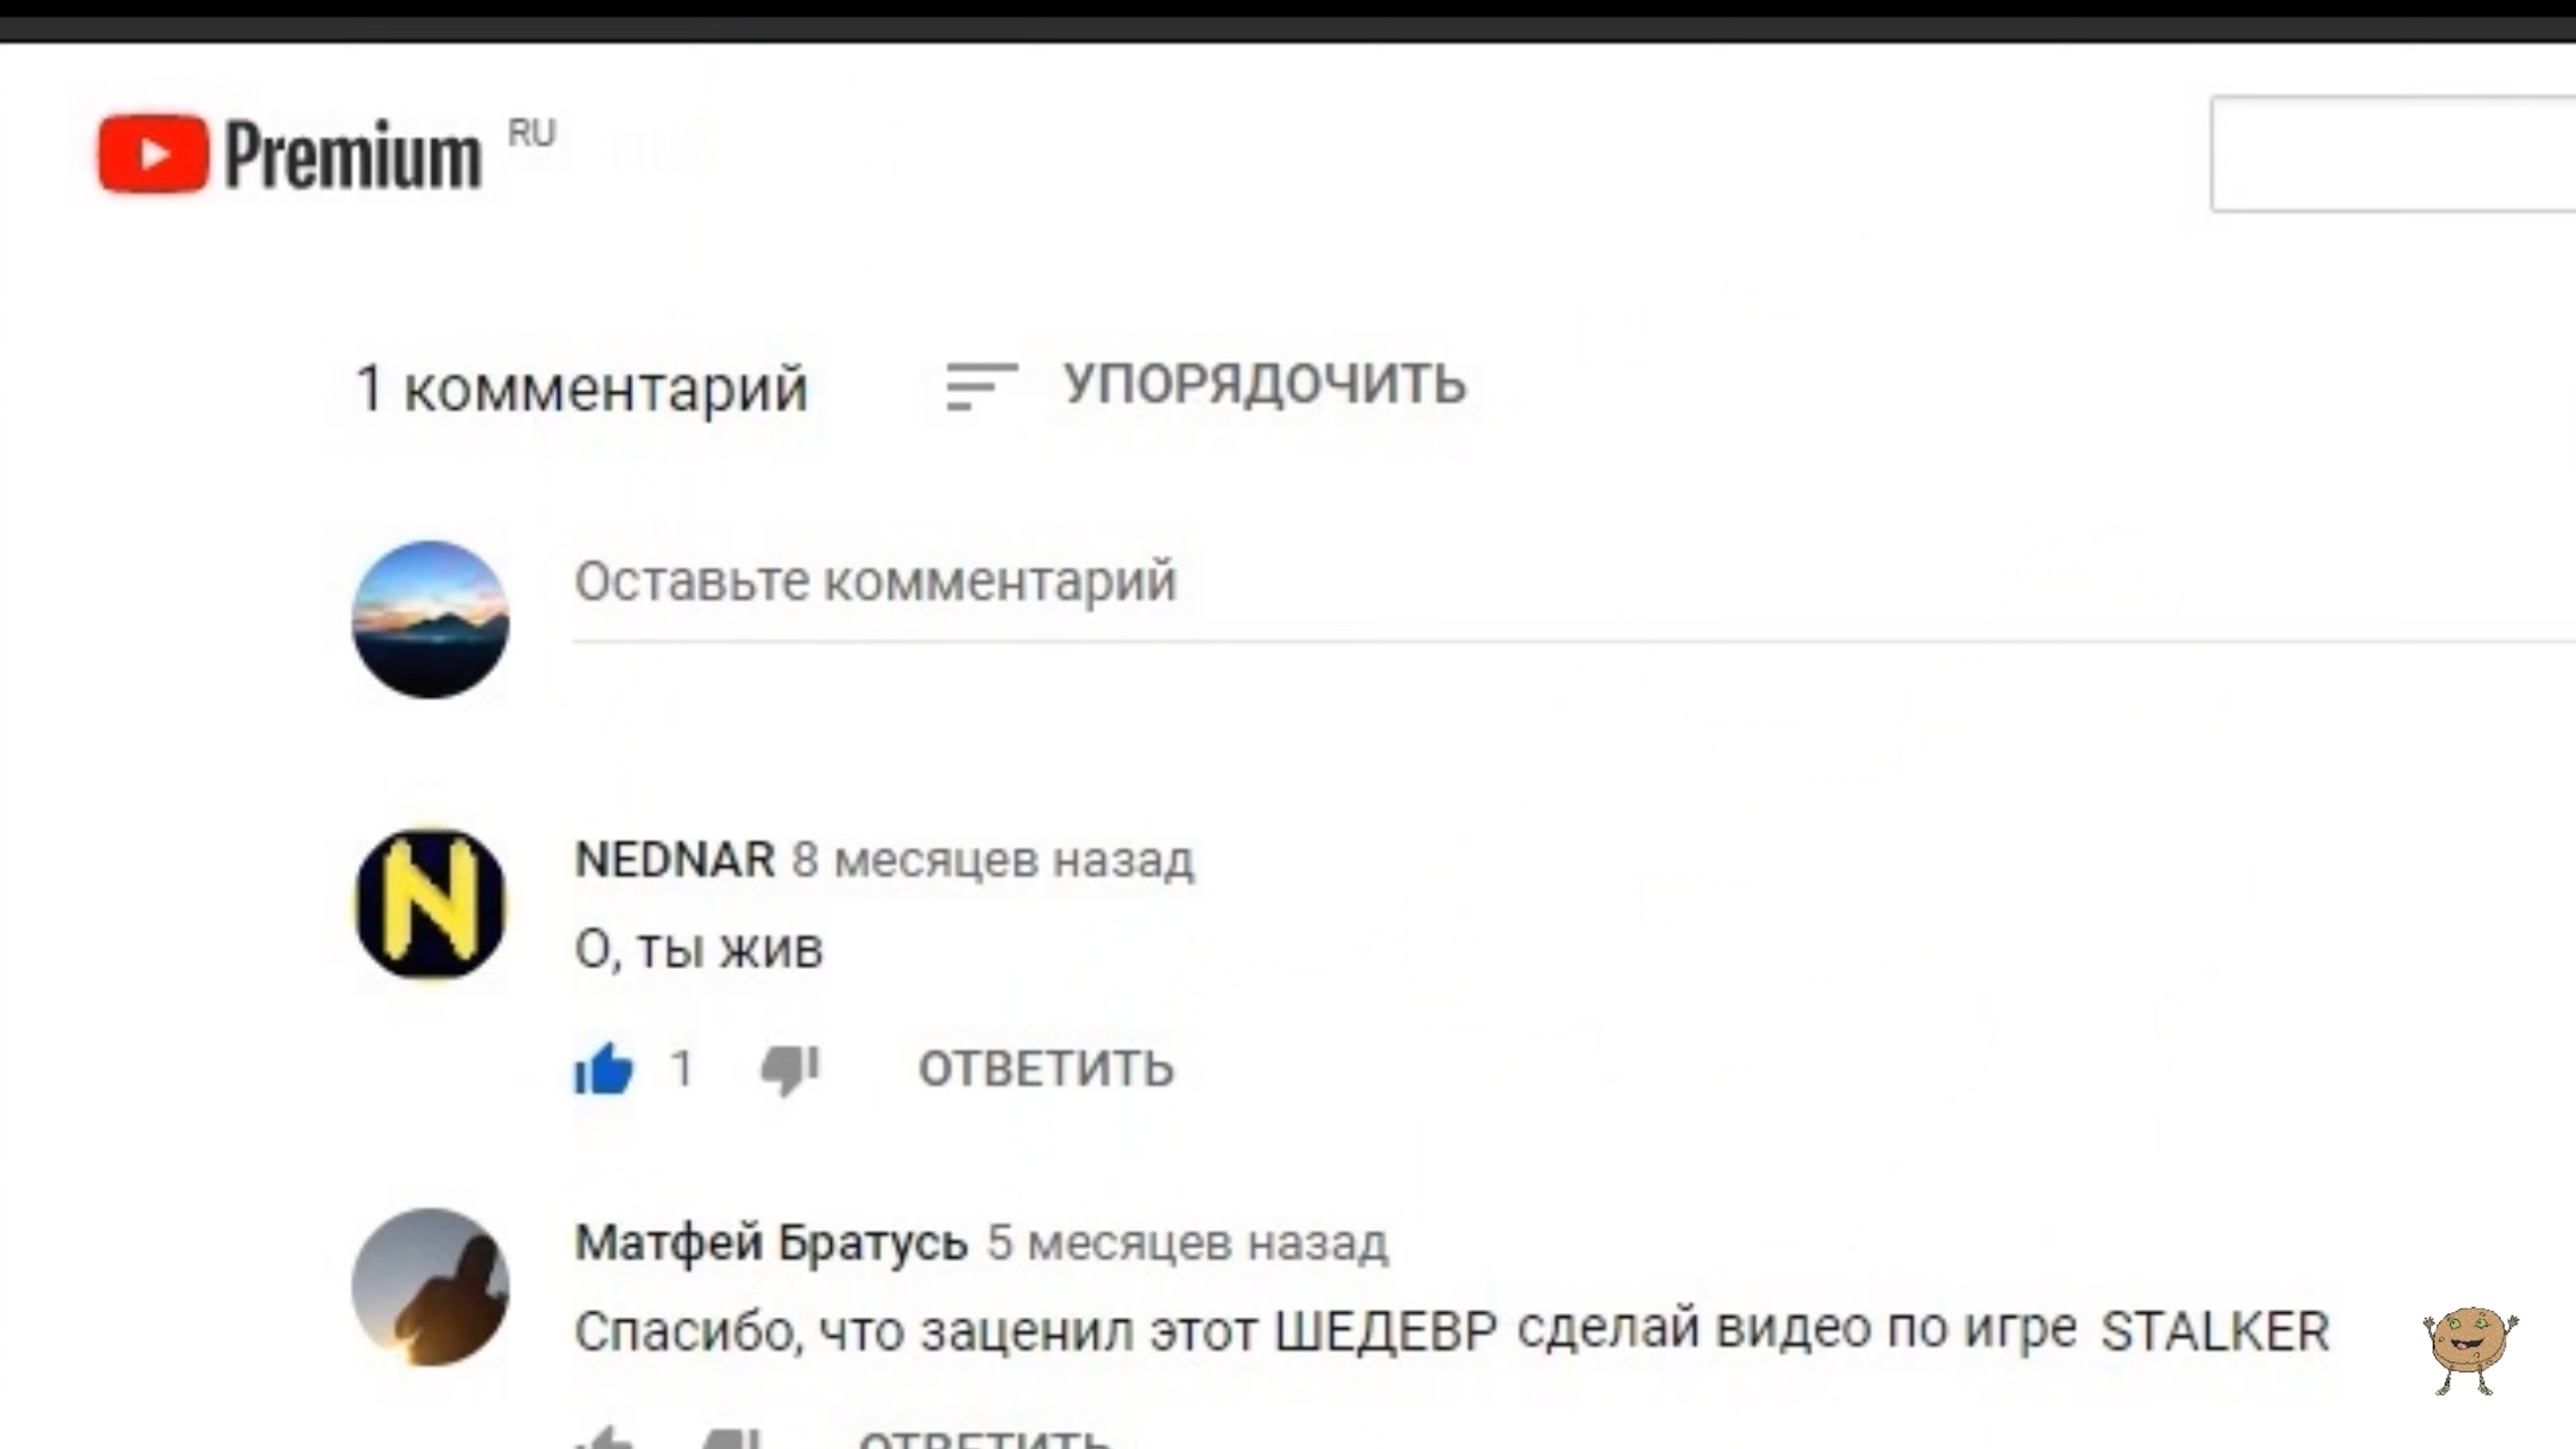 Premium RU
1 комментарий УПОРЯДОЧИТЬ
Оставьте комментарий
N
NEDNAR 8 месяцев назад
О, ты жив
1 ОТВЕТИТЬ
Матфей Братусь 5 месяцев назад
Спасибо, что заценил этот ШЕДЕВР сделай видео по игре STALKER
ОТВЕТИТЬ